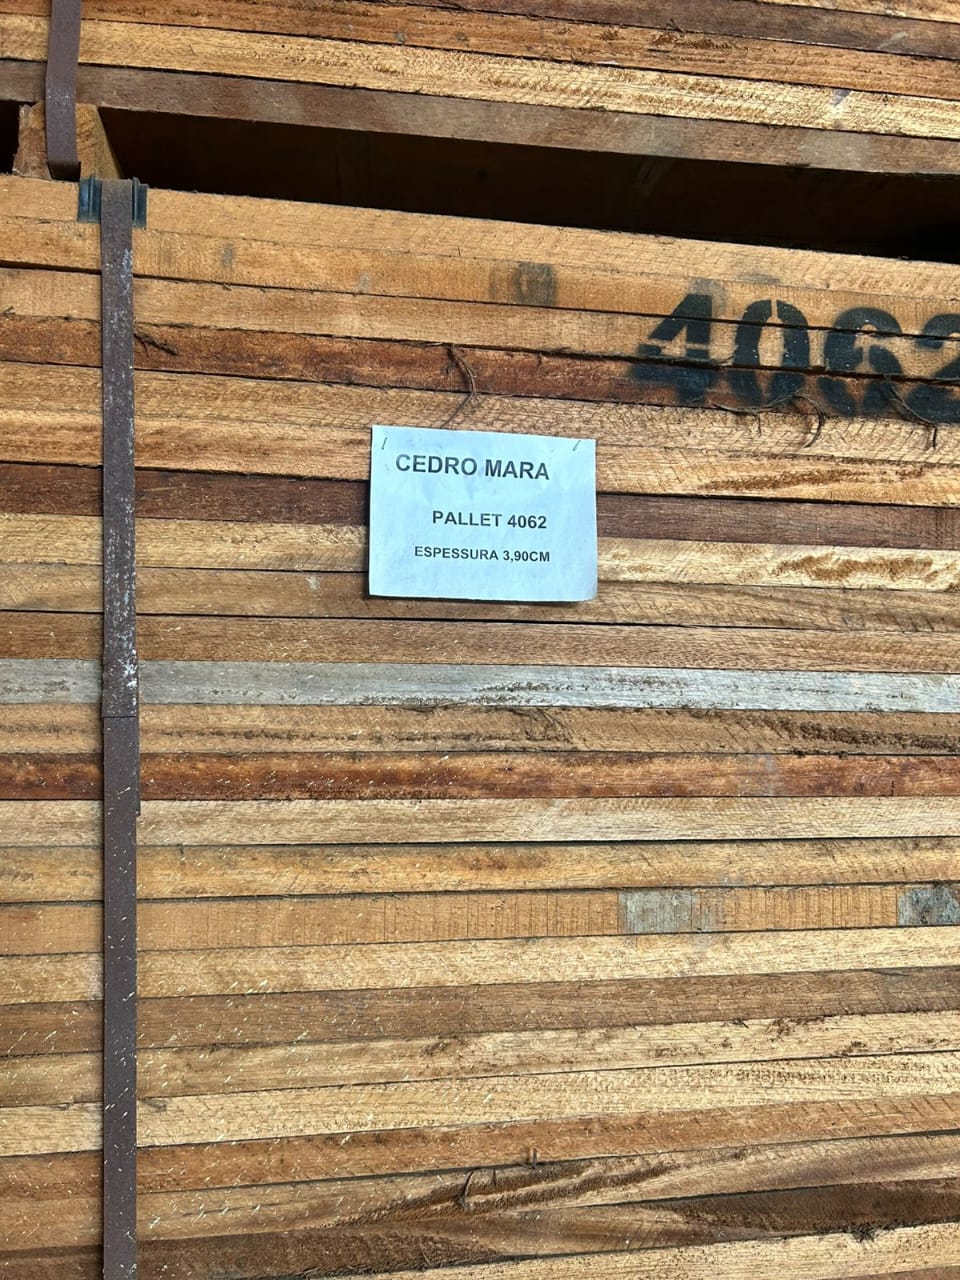 4062
CEDRO MARA
PALLET 4062
ESPESSURA 3,90CM